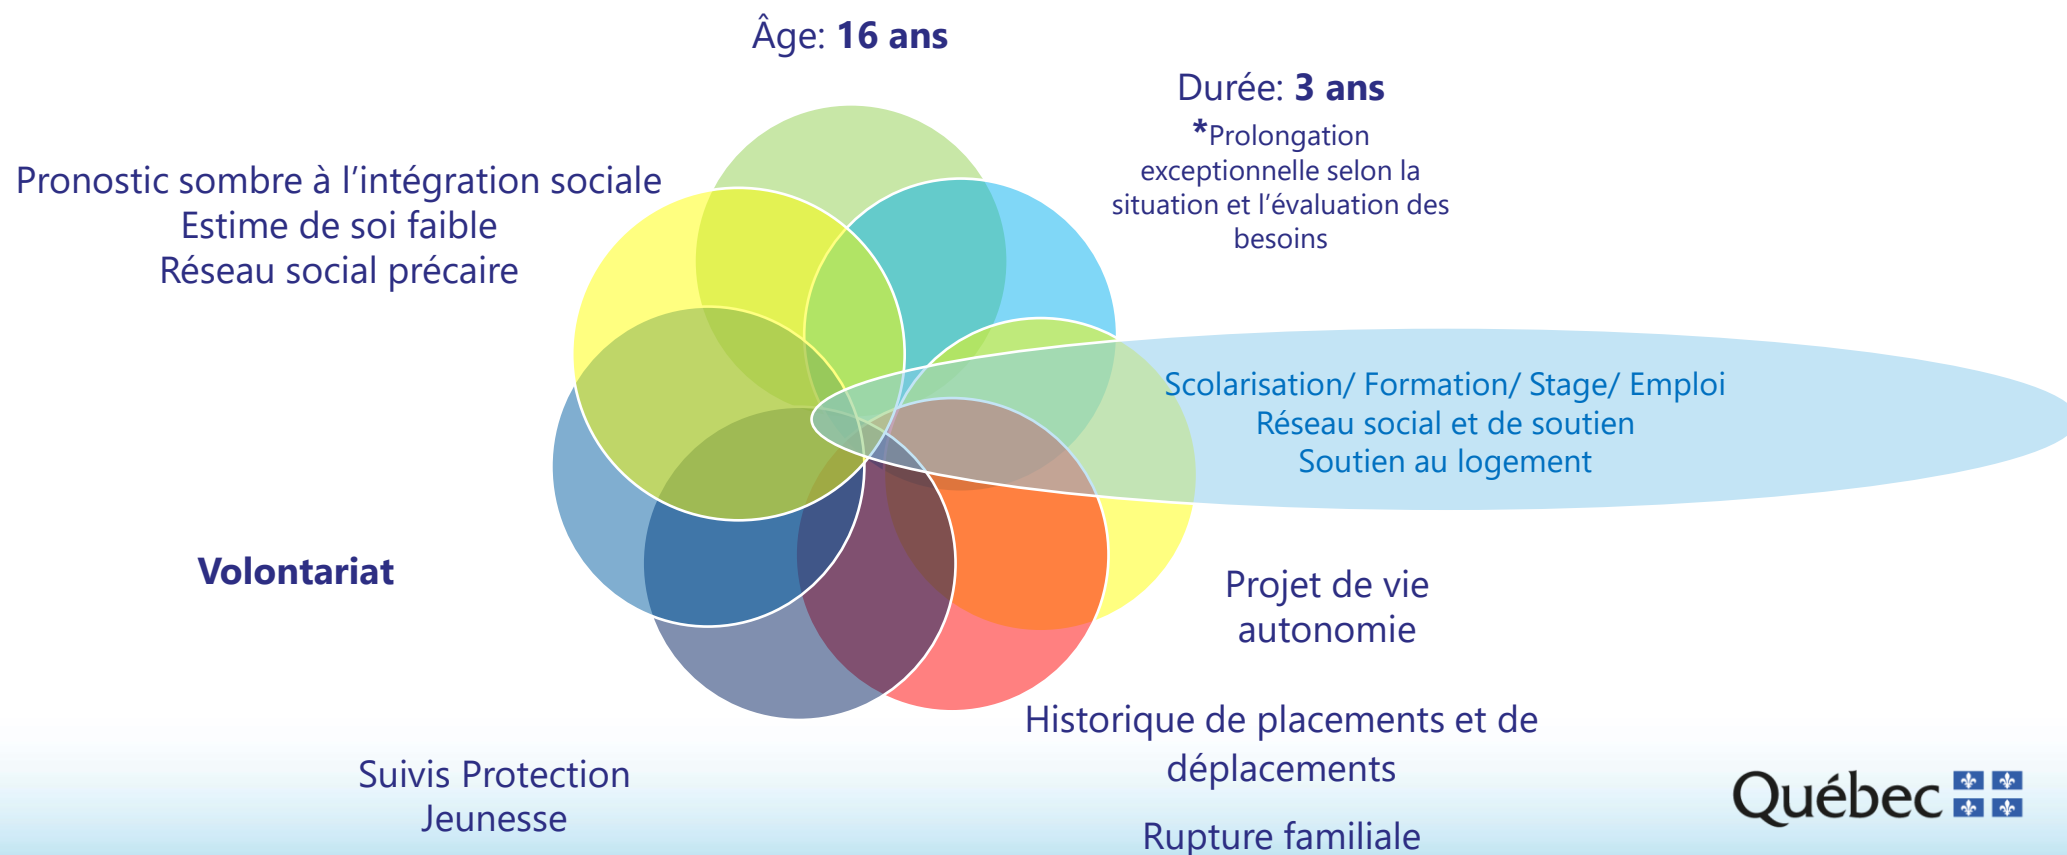 Âge: 16 ans
Durée: 3 ans
*Prolongation
exceptionnelle selon la
situation et l’évaluation des
besoins
Pronostic sombre à l’intégration sociale
Estime de soi faible
Réseau social précaire
Scolarisation/ Formation/ Stage/ Emploi
Réseau social et de soutien
Soutien au logement
Volontariat
Projet de vie
autonomie
Historique de placements et de
déplacements
Suivis Protection
Jeunesse
Rupture familiale
Québec